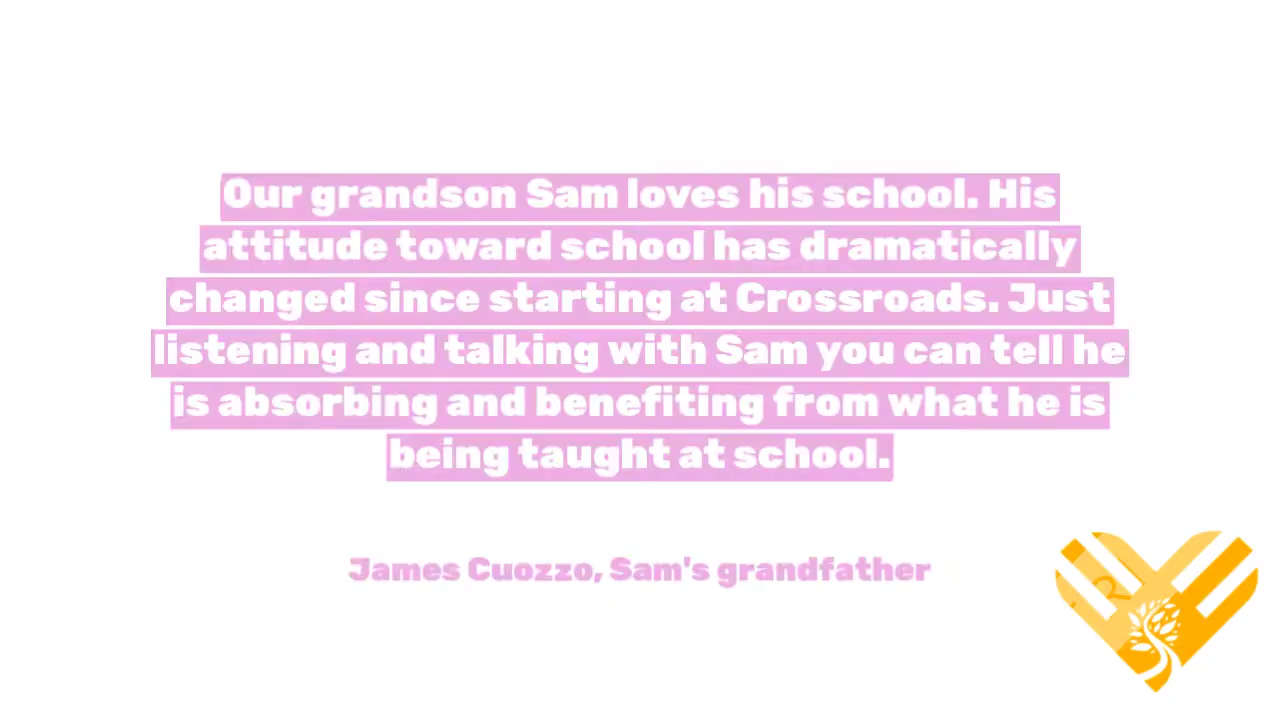 Our grandson Sam loves his school. His
attitude toward school has dramatically
changed since starting at Crossroads. Just
listening and talking with Sam you can tell he
is absorbing and benefiting from what he is
being taught at school.
James Cuozzo, Sam's grandfather